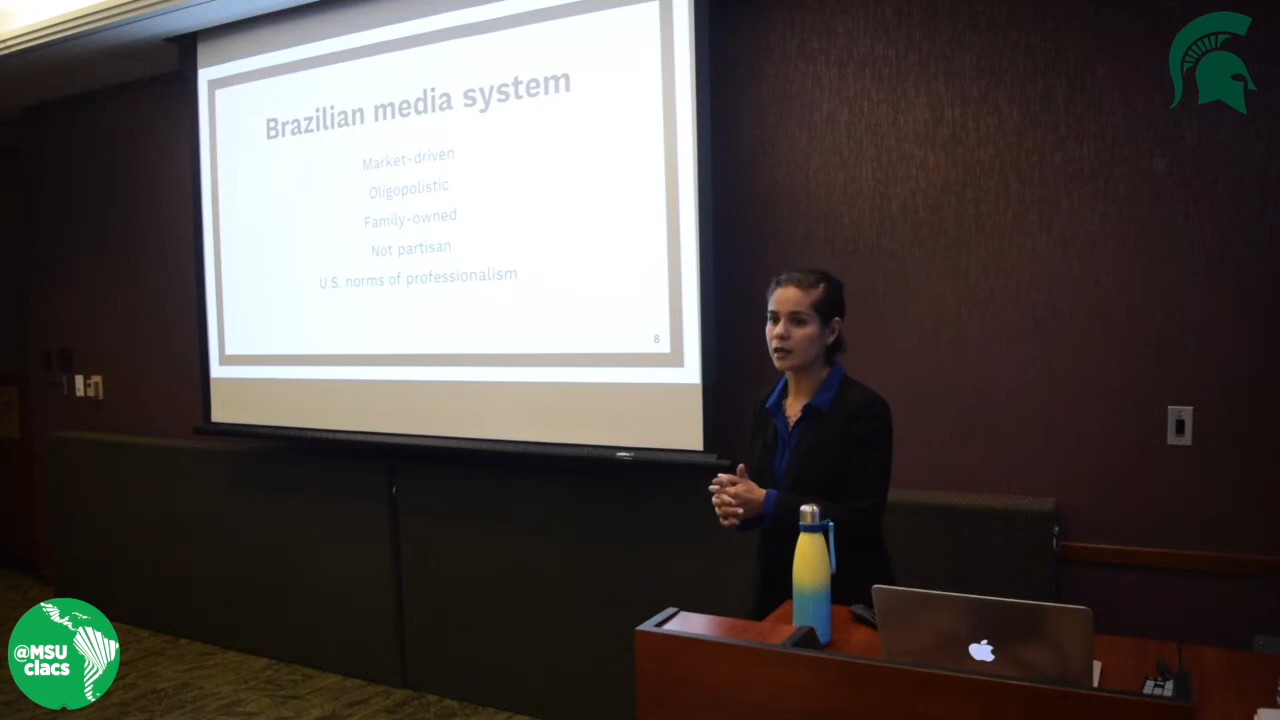 Brazilian media system
Market-driven
Oligopolistic
Family-owned
Not partisan
U.S. norms of professionalism
8
@MSU
clacs